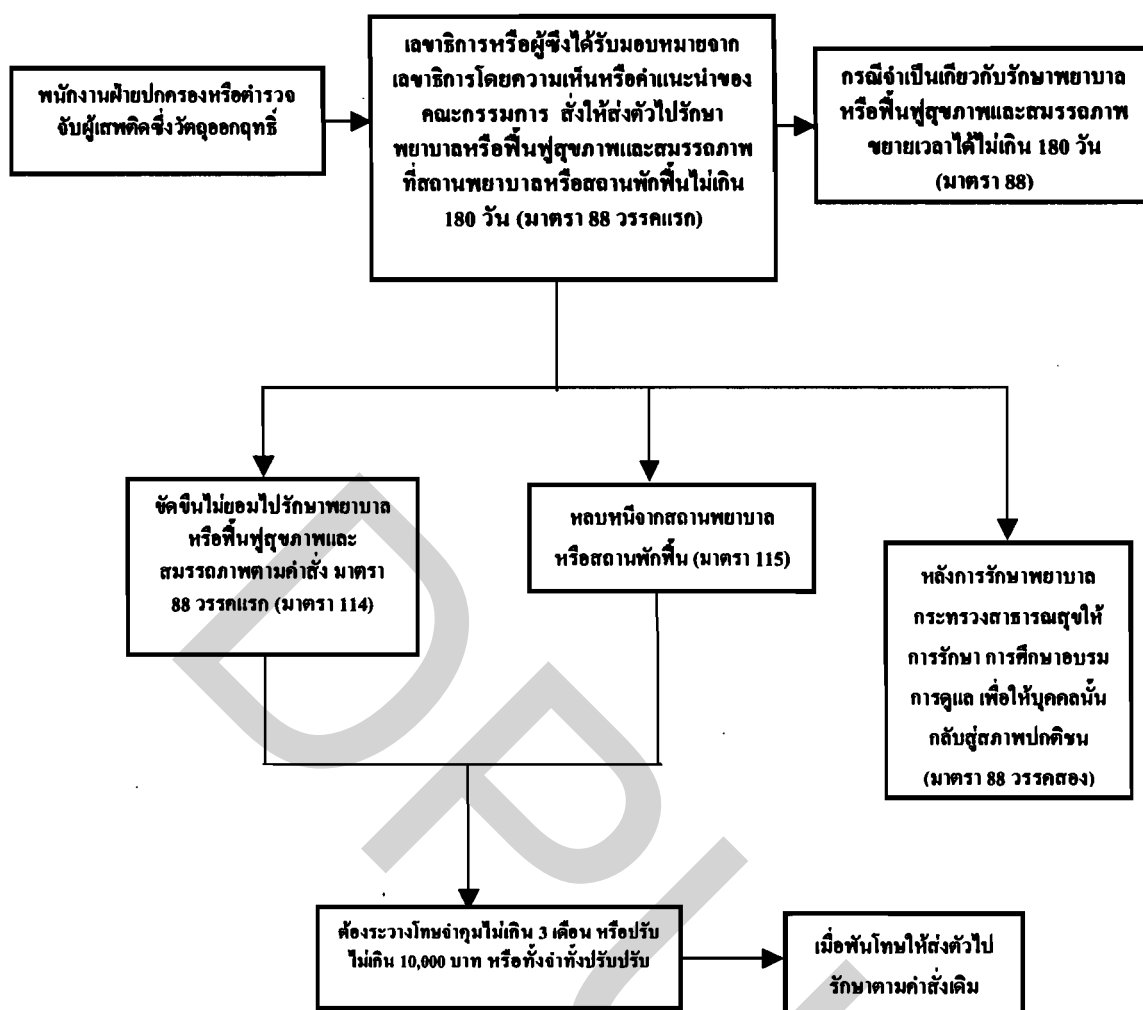 พนักงานฝ่ายปกครองหรือตำรวจ
จับผู้เสพติดซึ่งวัตถุออกฤทธิ์
เลขาธิการหรือผู้ซึ่งได้รับมอบหมายจาก
เลขาธิการโดยความเห็นหรือคำแนะนำของ
คณะกรรมการ สั่งให้ส่งตัวไปรักษา
พยาบาลหรือฟื้นฟูสุขภาพและสมรรถภาพ
ที่สถานพยาบาลหรือสถานพักฟื้นไม่เกิน
180 วัน (มาตรา 88 วรรคแรก)
กรณีจำเป็นเกี่ยวกับรักษาพยาบาล
หรือฟื้นฟูสุขภาพและสมรรถภาพ
ขยายเวลาได้ไม่เกิน 180 วัน
(มาตรา 88)
ขัดขืนไม่ยอมไปรักษาพยาบาล
หรือฟื้นฟูสุขภาพและ
สมรรถภาพตามคำสั่ง มาตรา
88 วรรคแรก (มาตรา 114)
หลบหนีจากสถานพยาบาล
หรือสถานพักฟื้น (มาตรา 115)
หลังการรักษาพยาบาล
กระทรวงสาธารณสุขให้
การรักษา การศึกษาอบรม
การดูแล เพื่อให้บุคคลนั้น
กลับสู่สภาพปกติชน
(มาตรา 88 วรรคสอง)
ต้องระวางโทษจำคุมไม่เกิน 3 เดือน หรือปรับ
ไม่เกิน 10,000 บาท หรือทั้งจำทั้งปรับปรับ
เมื่อพันโทษให้ส่งตัวไป
รักษาตามคำสั่งเดิม